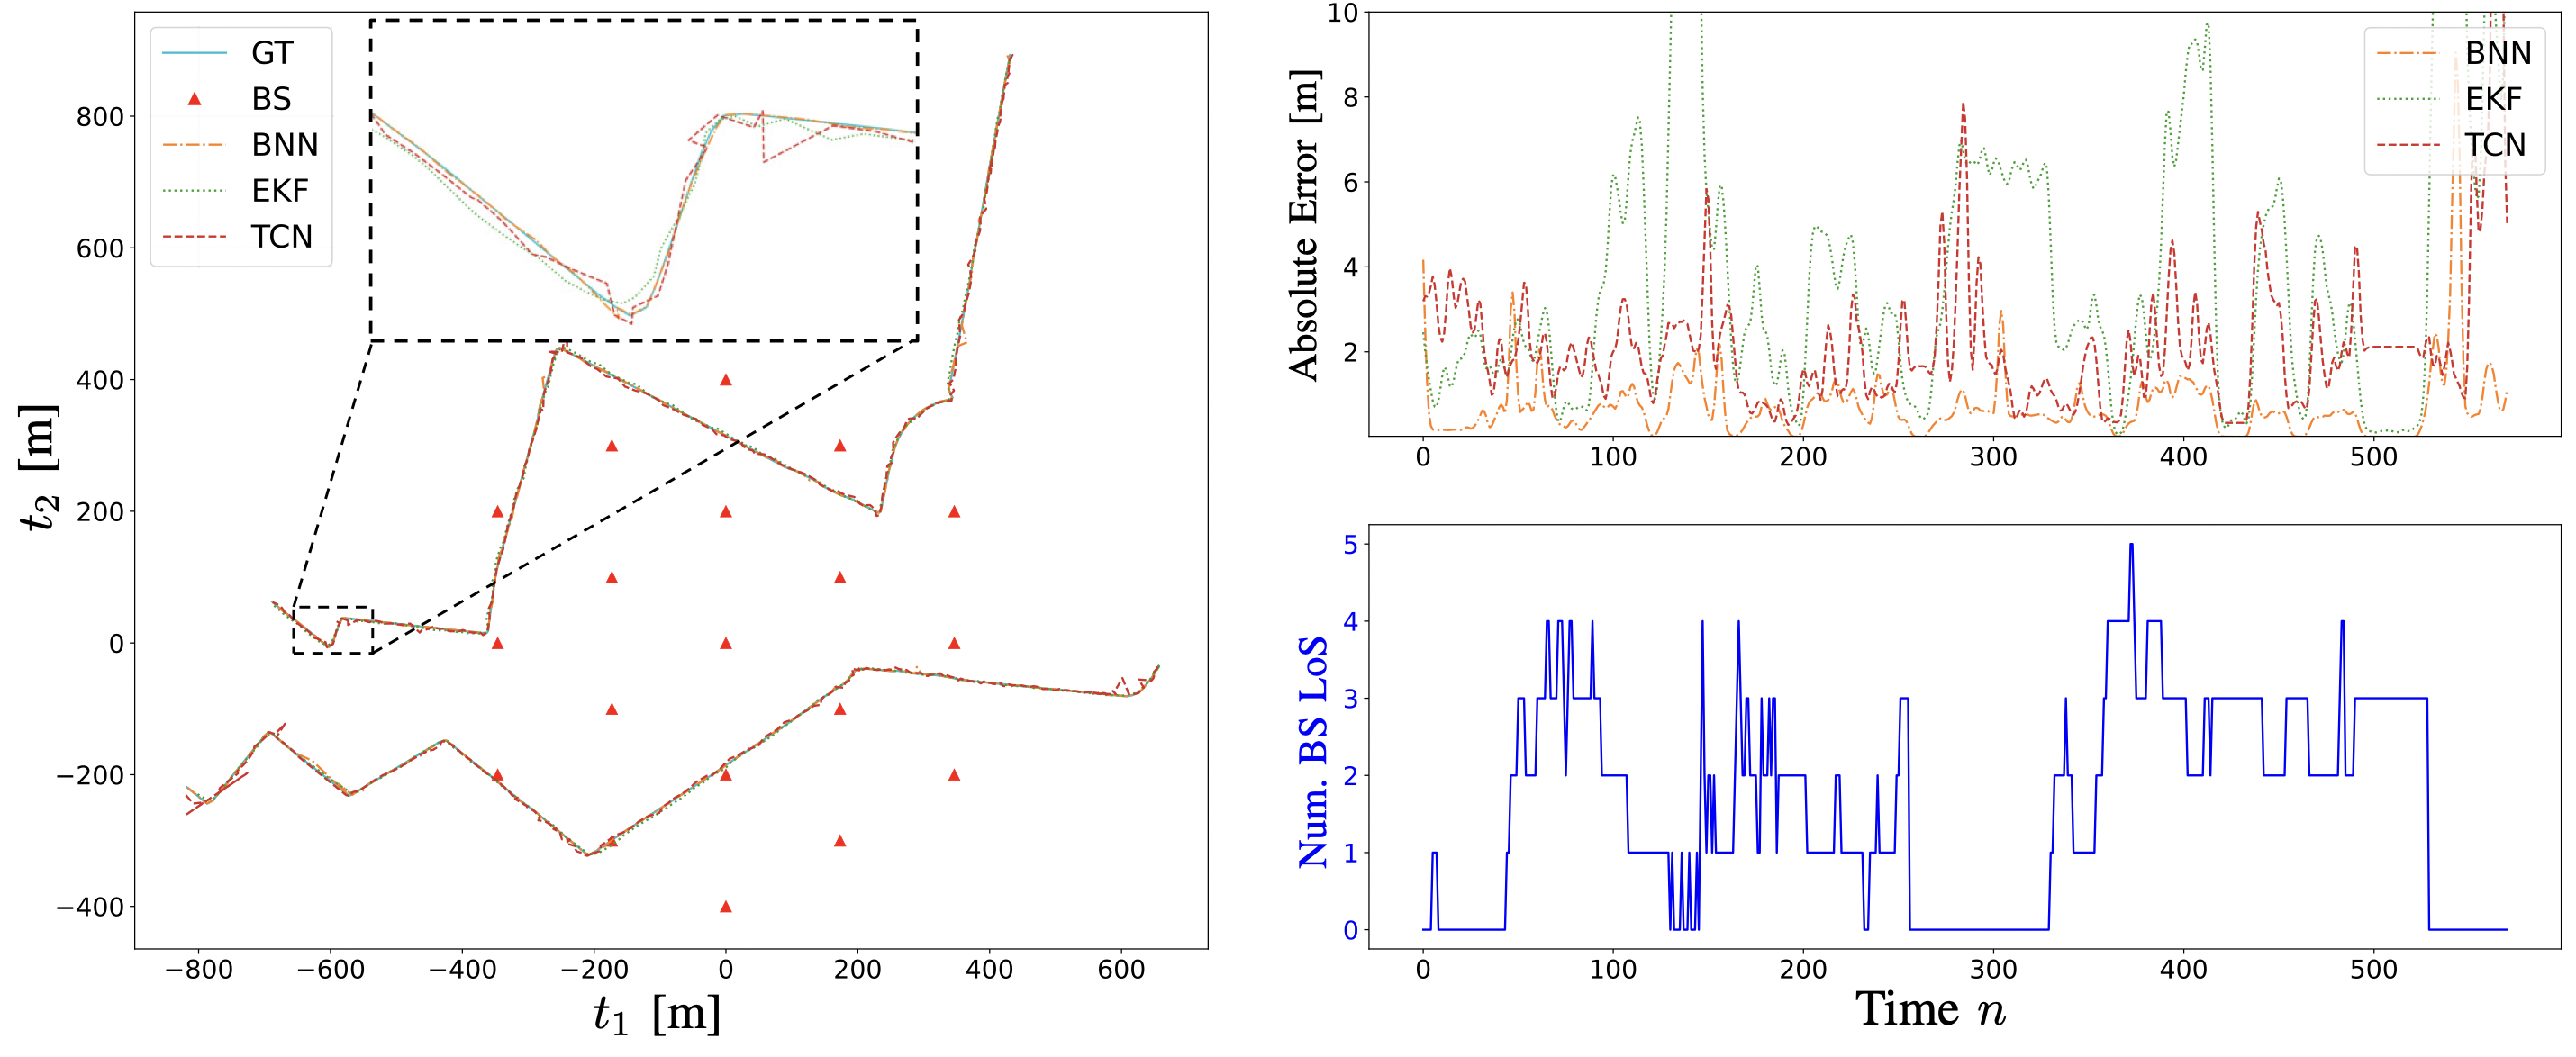 GT
BS
BNN
EKF
TCN
800
600
400
200
0
−200
−400
t₂ [m]
−800 −600 −400 −200 0 200 400 600
t₁ [m]
10
8
6
4
2
Absolute Error [m]
BNN
EKF
TCN
0 100 200 300 400 500
5
4
3
2
1
0
Num. BS LoS
0 100 200 300 400 500
Time n